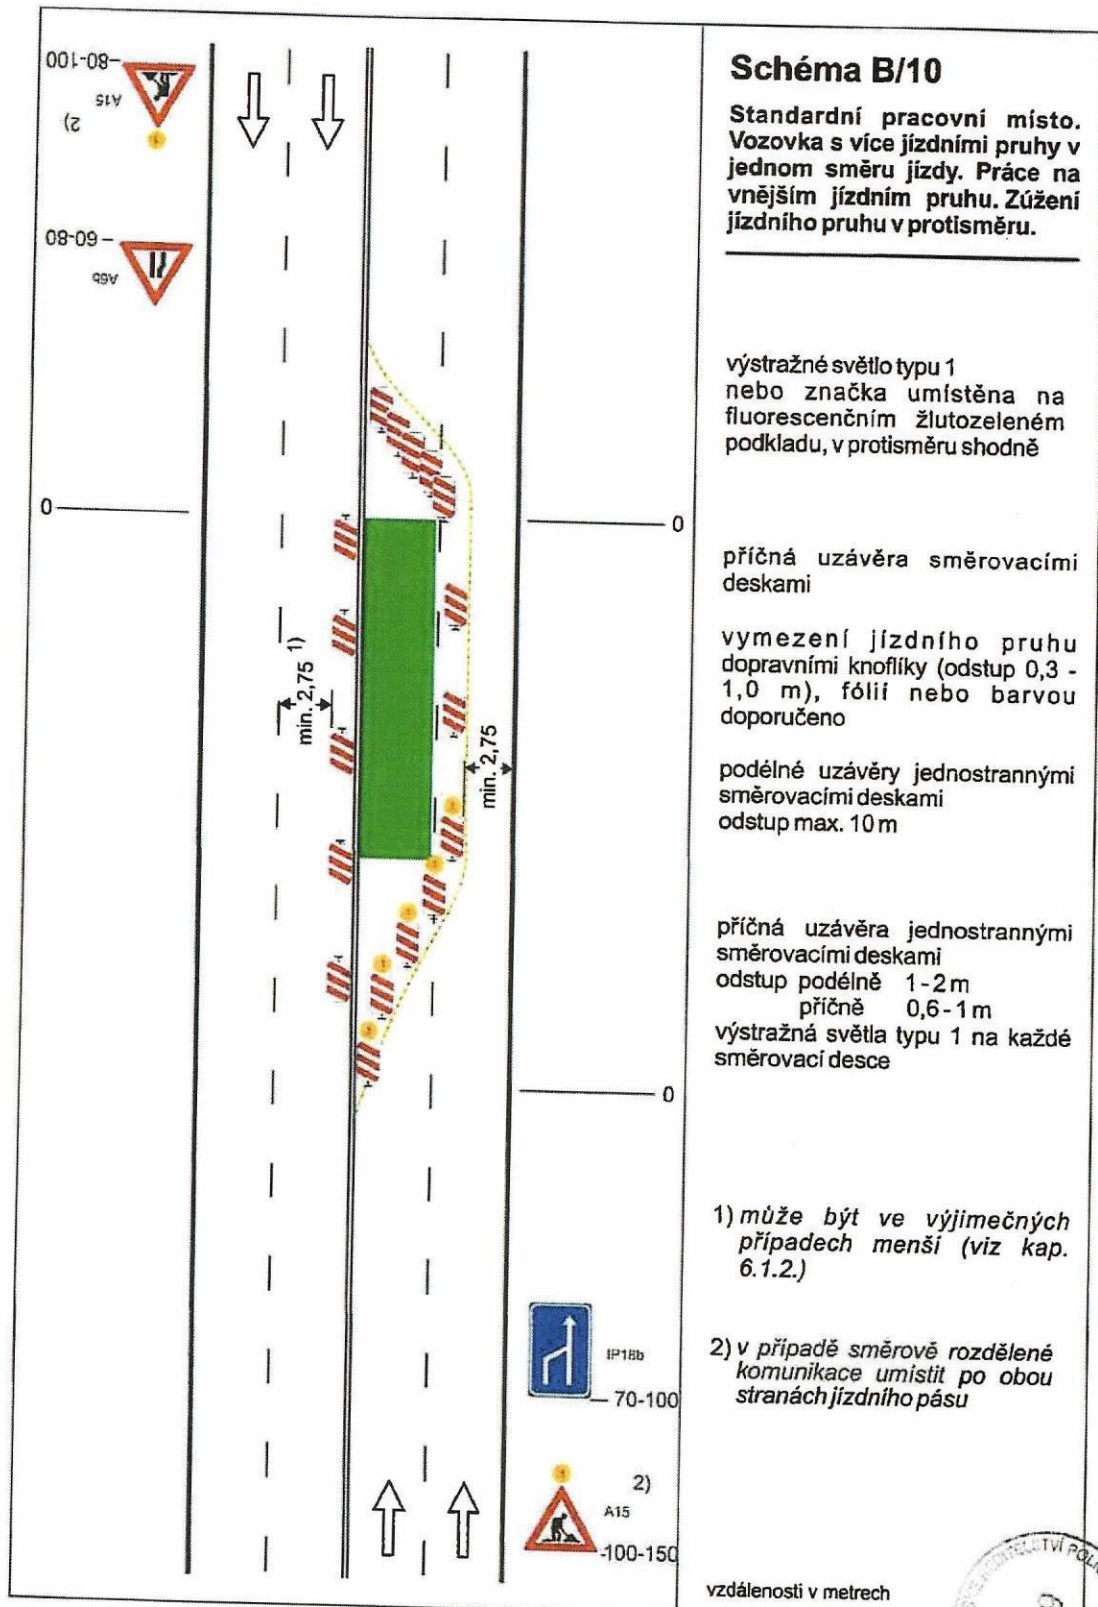 Schéma B/10
Standardní pracovní místo.
Vozovka s více jízdními pruhy v
jednom směru jízdy. Práce na
vnějším jízdním pruhu. Zúžení
jízdního pruhu v protisměru.
výstražné světlo typu 1
nebo značka umístěna na
fluorescenčním žlutozeleném
podkladu, v protisměru shodně
příčná uzávěra směrovacími
deskami
vymezení jízdního pruhu
dopravními knoflíky (odstup 0,3 -
1,0 m), fólií nebo barvou
doporučeno
podélné uzávěry jednostrannými
směrovacími deskami
odstup max. 10 m
příčná uzávěra jednostrannými
směrovacími deskami
odstup podélně 1-2 m
příčně 0,6-1 m
výstražná světla typu 1 na každé
směrovací desce
1) může být ve výjimečných
případech menší (viz kap.
6.1.2.)
2) v případě směrově rozdělené
komunikace umístit po obou
stranách jízdního pásu
vzdálenosti v metrech
80-100
A15
2)
60-80
A6b
0
0
min. 2,75 1)
min. 2,75
0
IP18b
70-100
2)
A15
100-150